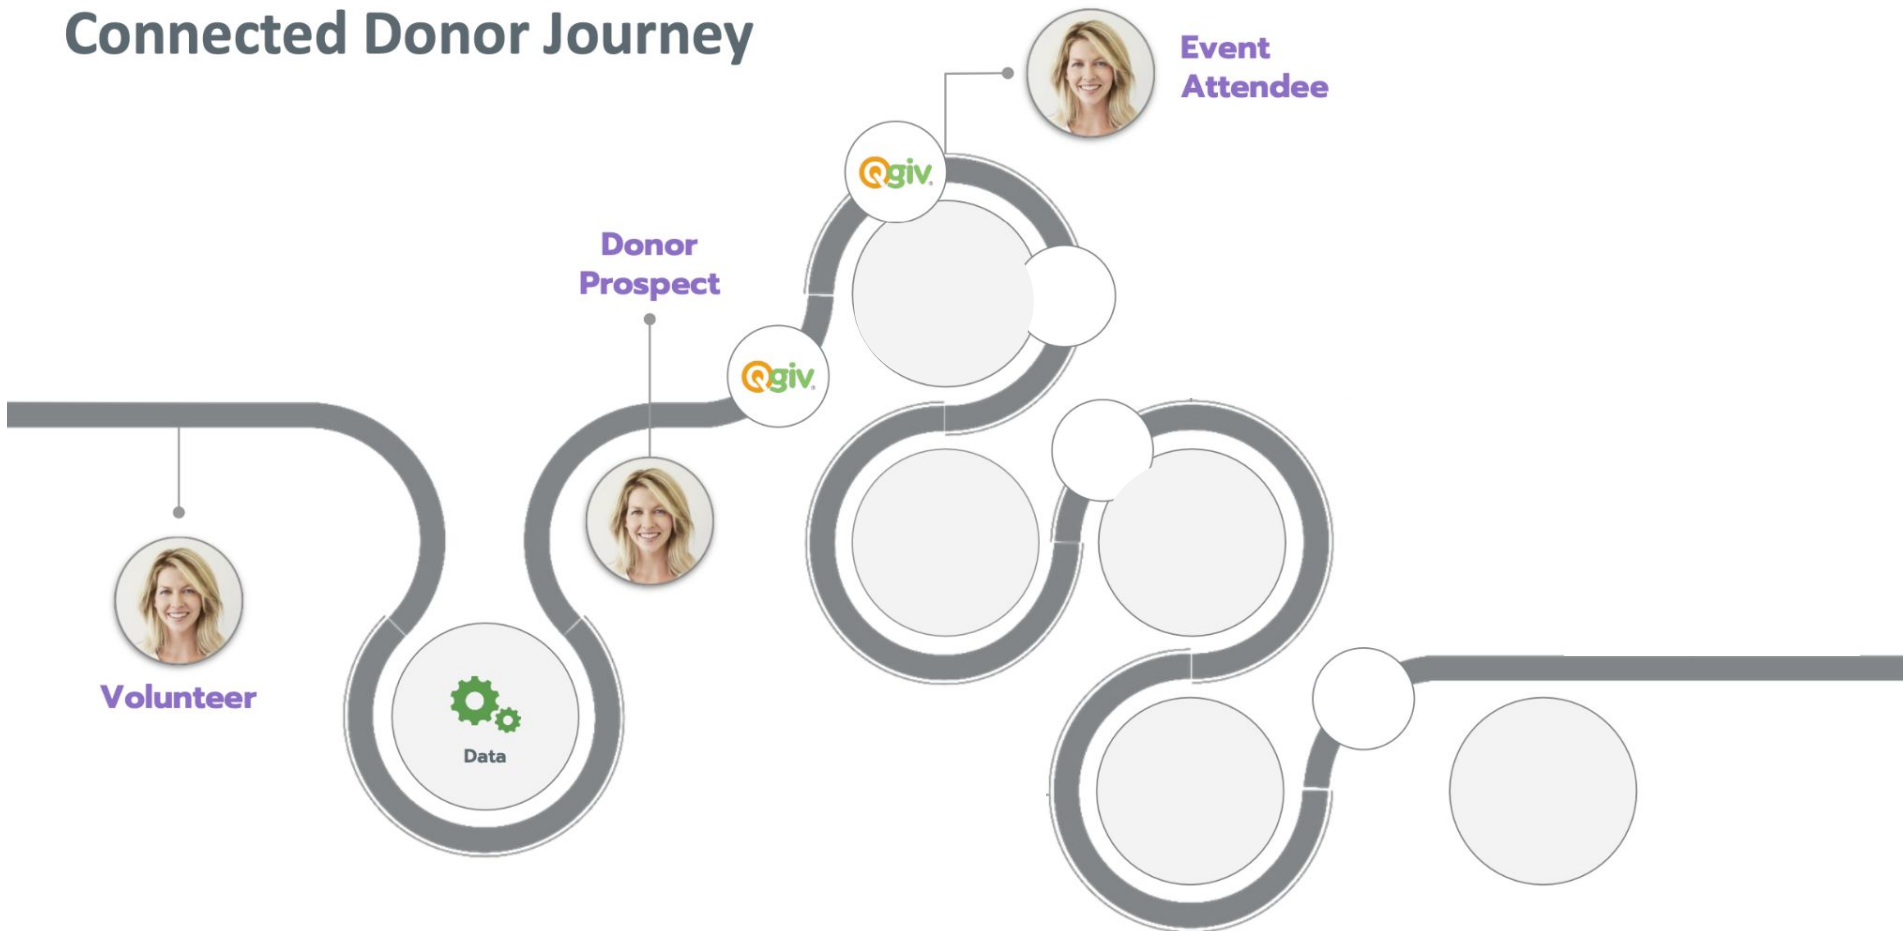 Connected Donor Journey
Event
Attendee
Qgiv
Donor
Prospect
Qgiv
Volunteer
Data